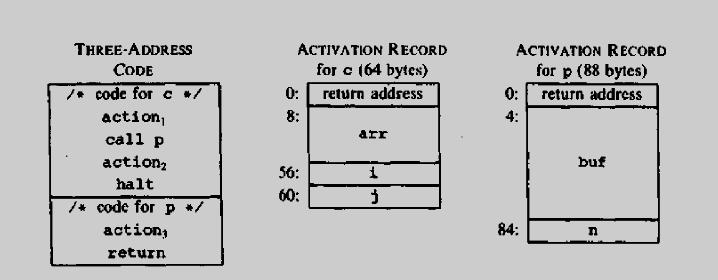 THREE-ADDRESS
CODE
/* code for c */
action₁
call p
action₂
halt
/* code for p */
action₃
return
ACTIVATION RECORD
for c (64 bytes)
0: return address
8: arr
56: i
60: j
ACTIVATION RECORD
for p (88 bytes)
0: return address
4: buf
84: n